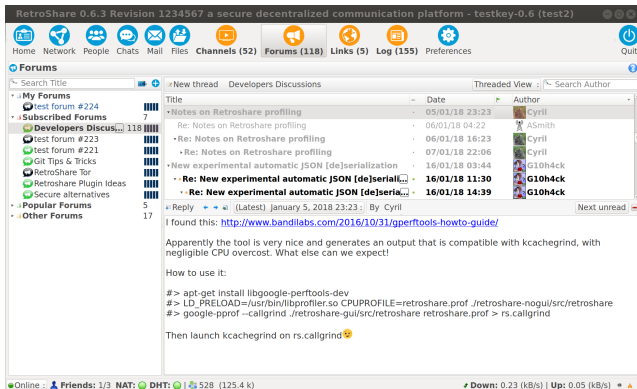 RetroShare 0.6.3 Revision 1234567 a secure decentralized communication platform - testkey-0.6 (test2)
Home Network People Chats Mail Files Channels (52) Forums (118) Links (5) Log (155) Preferences Quit
Forums
Search Title
New thread Developers Discussions Threaded View : Search Author
My Forums
test forum #224
Subscribed Forums 7
Developers Discus... 118
test forum #223
test forum #221
Git Tips & Tricks
RetroShare Tor
Retroshare Plugin Ideas
Secure alternatives
Popular Forums 5
Other Forums 17
Title Date Author
Notes on Retroshare profiling 05/01/18 23:23 Cyril
Re: Notes on Retroshare profiling 06/01/18 04:22 ASmith
Re: Notes on Retroshare profiling 06/01/18 16:23 Cyril
Re: Notes on Retroshare profiling 07/01/18 22:06 Cyril
New experimental automatic JSON [de]serialization 16/01/18 03:44 G10h4ck
Re: New experimental automatic JSON [de]seriali... 16/01/18 11:30 G10h4ck
Re: New experimental automatic JSON [de]seria... 16/01/18 14:39 G10h4ck
Reply (Latest) January 5, 2018 23:23 : By Cyril Next unread
I found this: http://www.bandilabs.com/2016/10/31/gperftools-howto-guide/
Apparently the tool is very nice and generates an output that is compatible with kcachegrind, with
negligible CPU overcost. What else can we expect!
How to use it:
#> apt-get install libgoogle-perftools-dev
#> LD_PRELOAD=/usr/bin/libprofiler.so CPUPROFILE=retroshare.prof ./retroshare-nogui/src/retroshare
#> google-pprof --callgrind ./retroshare-gui/src/retroshare retroshare.prof > rs.callgrind
Then launch kcachegrind on rs.callgrind
Online : Friends: 1/3 NAT: DHT: | 528 (125.4 k) Down: 0.23 (kB/s) | Up: 0.05 (kB/s)